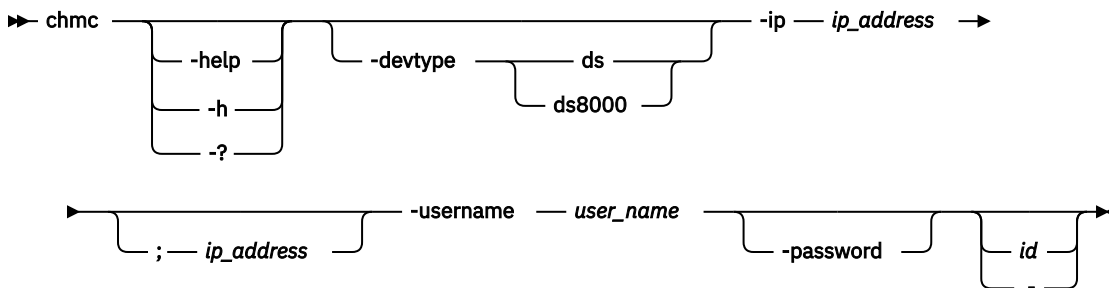 chmc -ip ip_address
-help -devtype ds
-h ds8000
-?
-username user_name
; ip_address -password id
-